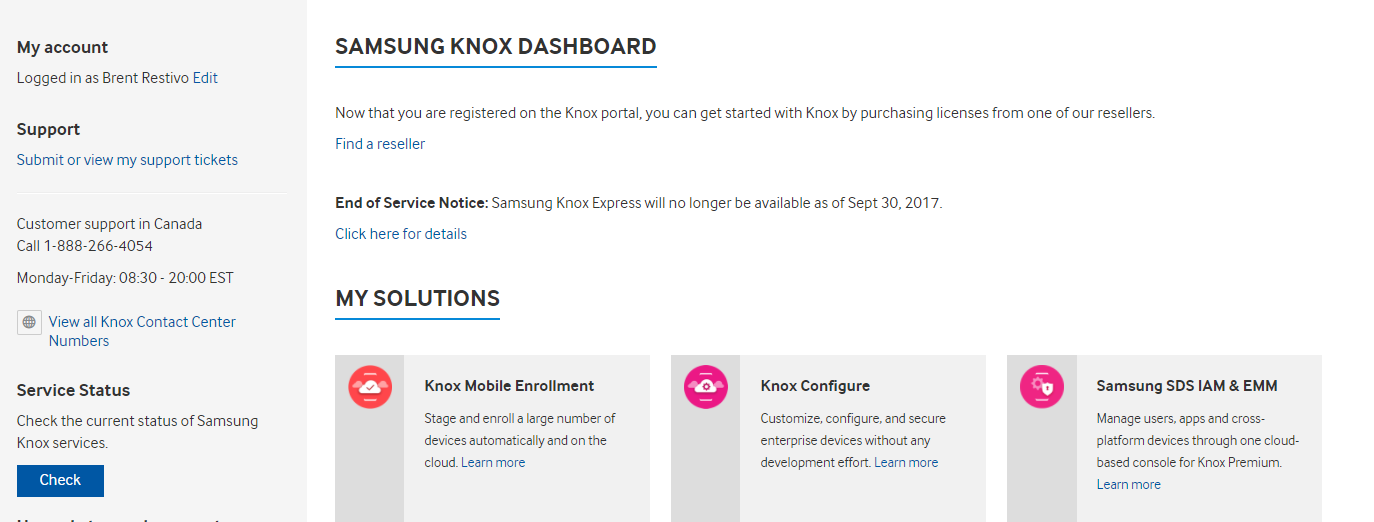 My account
Logged in as Brent Restivo Edit
Support
Submit or view my support tickets
Customer support in Canada
Call 1-888-266-4054
Monday-Friday: 08:30 - 20:00 EST
View all Knox Contact Center
Numbers
Service Status
Check the current status of Samsung
Knox services.
Check
SAMSUNG KNOX DASHBOARD
Now that you are registered on the Knox portal, you can get started with Knox by purchasing licenses from one of our resellers.
Find a reseller
End of Service Notice: Samsung Knox Express will no longer be available as of Sept 30, 2017.
Click here for details
MY SOLUTIONS
Knox Mobile Enrollment
Stage and enroll a large number of
devices automatically and on the
cloud. Learn more
Knox Configure
Customize, configure, and secure
enterprise devices without any
development effort. Learn more
Samsung SDS IAM & EMM
Manage users, apps and cross-
platform devices through one cloud-
based console for Knox Premium.
Learn more